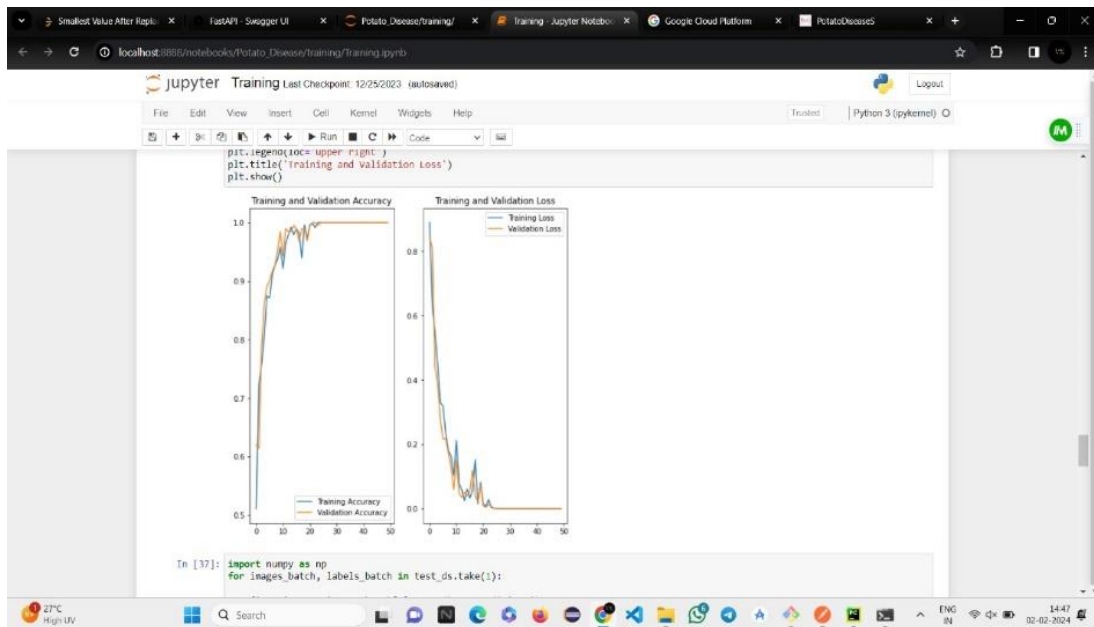 Smallest Value After Repla
FastAPI - Swagger UI
Potato_Disease/training/
Training - Jupyter Noteboo
Google Cloud Platform
PotatoDiseaseS
localhost:8888/notebooks/Potato_Disease/training/Training.ipynb
jupyter Training Last Checkpoint: 12/25/2023 (autosaved)
Logout
File Edit View Insert Cell Kernel Widgets Help
Trusted
Python 3 (ipykernel)
Run
Code
plt.legend(loc='upper right')
plt.title('Training and Validation Loss')
plt.show()
Training and Validation Accuracy
Training and Validation Loss
Training Loss
Validation Loss
1.0
0.9
0.8
0.7
0.6
0.5
Training Accuracy
Validation Accuracy
0 10 20 30 40 50
0.8
0.6
0.4
0.2
0.0
0 10 20 30 40 50
In [37]: import numpy as np
for images_batch, labels_batch in test_ds.take(1):
27°C
High UV
Search
ENG
IN
14:47
02-02-2024